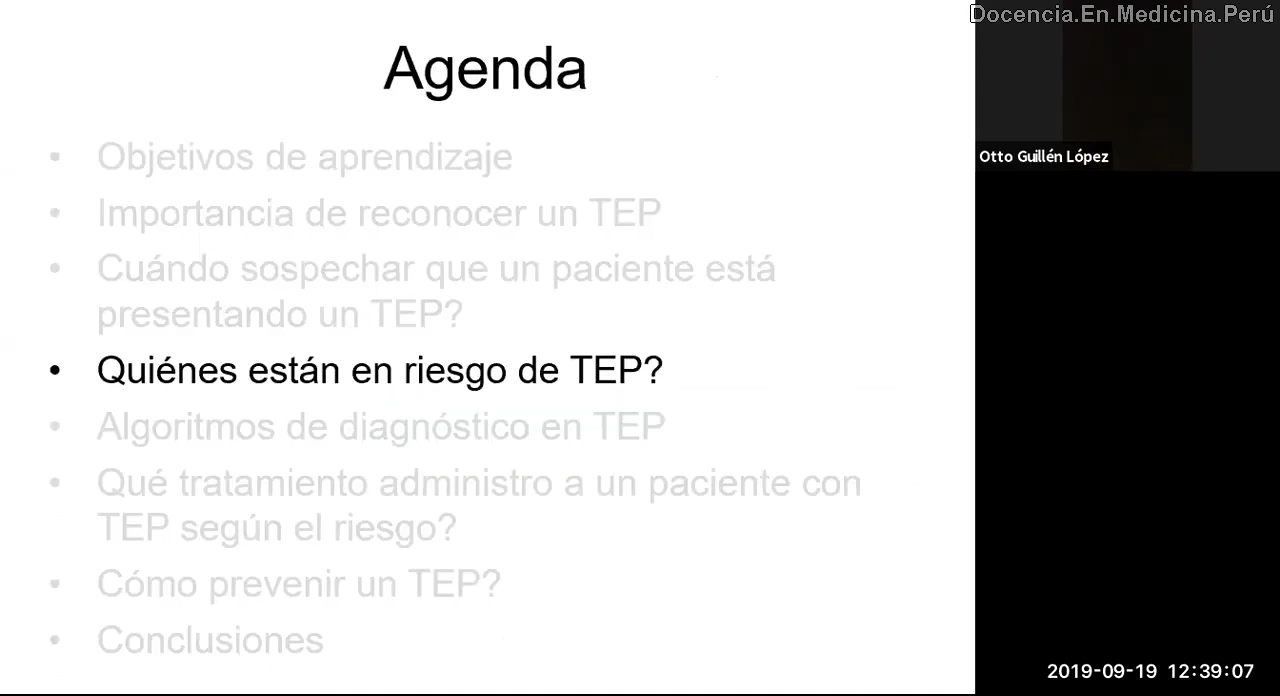 Docencia.En.Medicina.Perú
Agenda
• Objetivos de aprendizaje
• Importancia de reconocer un TEP
• Cuándo sospechar que un paciente está
presentando un TEP?
• Quiénes están en riesgo de TEP?
• Algoritmos de diagnóstico en TEP
• Qué tratamiento administro a un paciente con
TEP según el riesgo?
• Cómo prevenir un TEP?
• Conclusiones
Otto Guillén López
2019-09-19 12:39:07